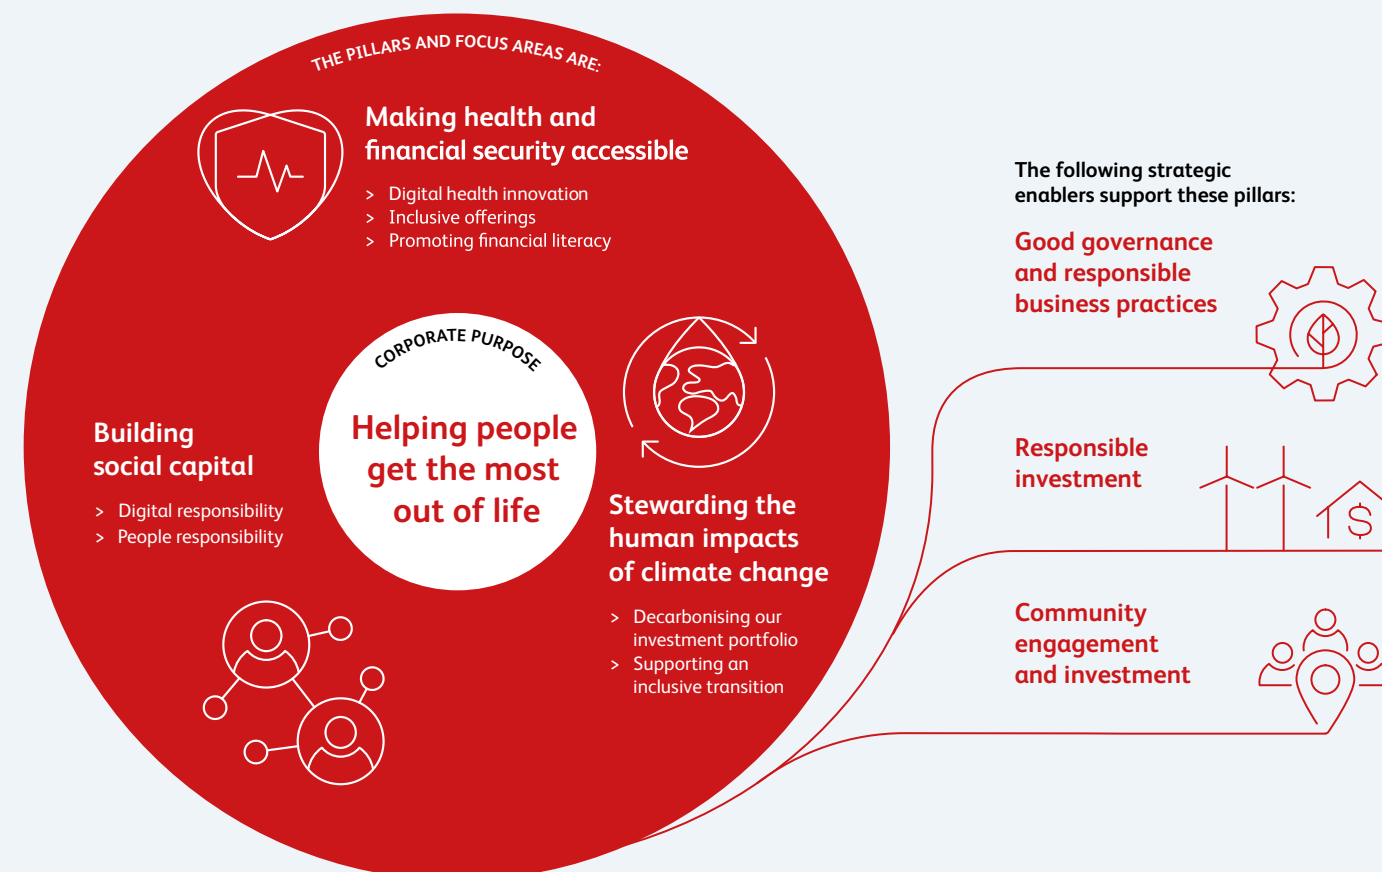 THE PILLARS AND FOCUS AREAS ARE:
Making health and
financial security accessible
> Digital health innovation
> Inclusive offerings
> Promoting financial literacy
CORPORATE PURPOSE
Helping people
get the most
out of life
Building
social capital
> Digital responsibility
> People responsibility
Stewarding the
human impacts
of climate change
> Decarbonising our
investment portfolio
> Supporting an
inclusive transition
The following strategic
enablers support these pillars:
Good governance
and responsible
business practices
Responsible
investment
$
Community
engagement
and investment